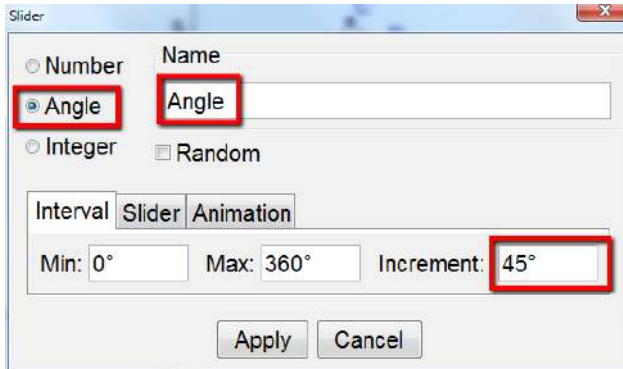 Slider
Number
Name
Angle
Angle
Integer
Random
Interval Slider Animation
Min: 0° Max: 360° Increment: 45°
Apply Cancel